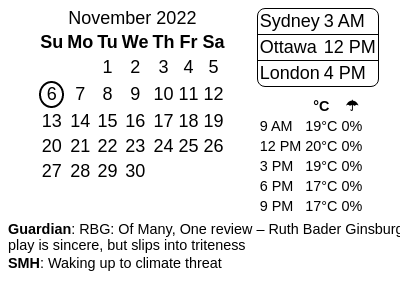 November 2022
Su Mo Tu We Th Fr Sa
1 2 3 4 5
6 7 8 9 10 11 12
13 14 15 16 17 18 19
20 21 22 23 24 25 26
27 28 29 30
Sydney 3 AM
Ottawa 12 PM
London 4 PM
°C ☂
9 AM 19°C 0%
12 PM 20°C 0%
3 PM 19°C 0%
6 PM 17°C 0%
9 PM 17°C 0%
Guardian: RBG: Of Many, One review – Ruth Bader Ginsburg
play is sincere, but slips into triteness
SMH: Waking up to climate threat